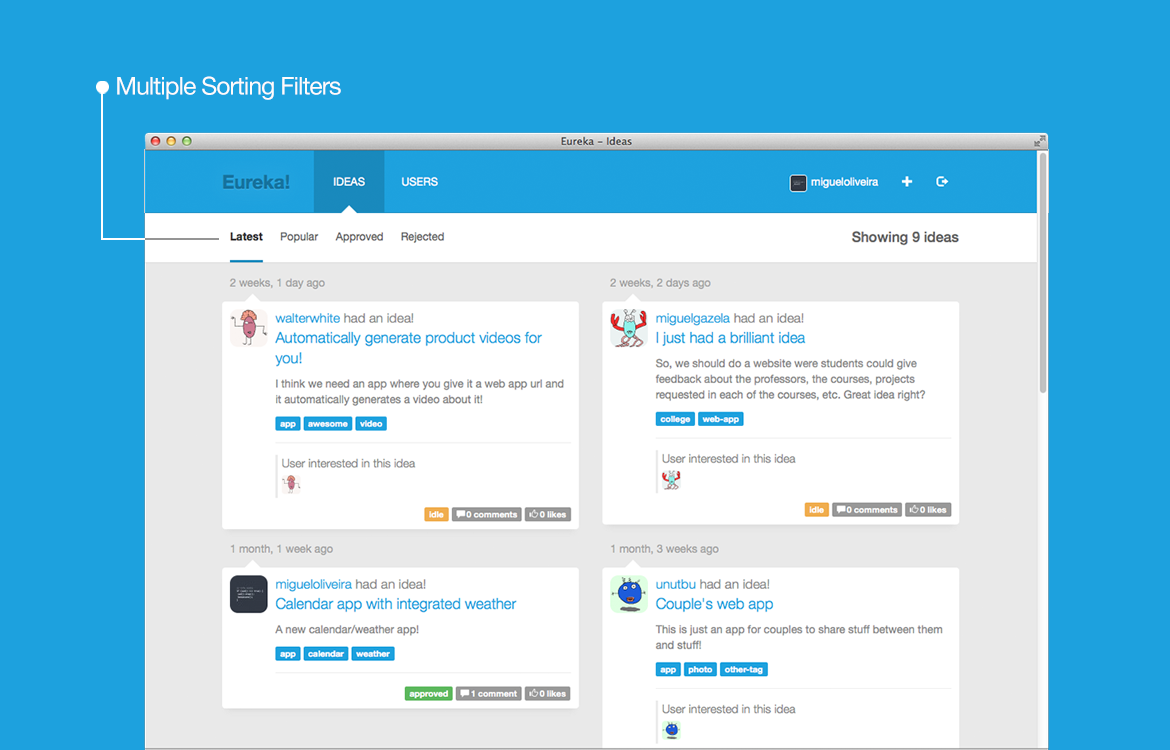 Multiple Sorting Filters
Eureka – Ideas
Eureka! IDEAS USERS migueloliveira
Latest Popular Approved Rejected Showing 9 ideas
2 weeks, 1 day ago
walterwhite had an idea!
Automatically generate product videos for
you!
I think we need an app where you give it a web app url and
it automatically generates a video about it!
app awesome video
User interested in this idea
idle 0 comments 0 likes
2 weeks, 2 days ago
miguelgazela had an idea!
I just had a brilliant idea
So, we should do a website were students could give
feedback about the professors, the courses, projects
requested in each of the courses, etc. Great idea right?
college web-app
User interested in this idea
idle 0 comments 0 likes
1 month, 1 week ago
migueloliveira had an idea!
Calendar app with integrated weather
A new calendar/weather app!
app calendar weather
approved 1 comment 0 likes
1 month, 3 weeks ago
unutbu had an idea!
Couple's web app
This is just an app for couples to share stuff between them
and stuff!
app photo other-tag
User interested in this idea